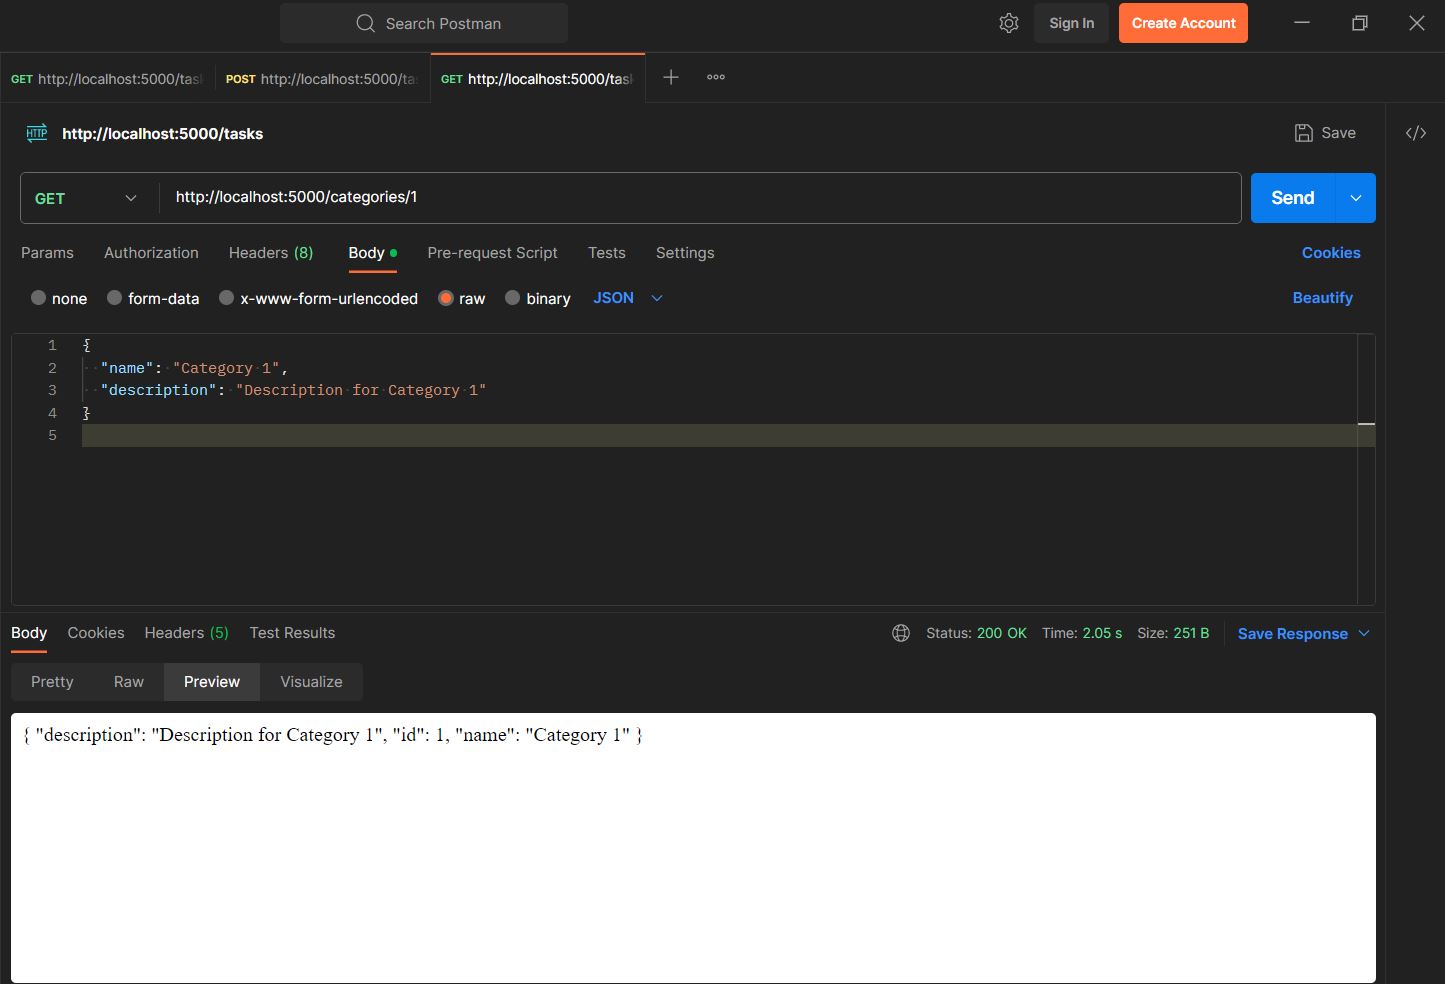 Search Postman
Sign In
Create Account
GET http://localhost:5000/tas
POST http://localhost:5000/ta
GET http://localhost:5000/tas
HTTP http://localhost:5000/tasks
Save
</>
GET http://localhost:5000/categories/1
Send
Params Authorization Headers (8) Body Pre-request Script Tests Settings Cookies
none form-data x-www-form-urlencoded raw binary JSON Beautify
1 {
2 "name": "Category 1",
3 "description": "Description for Category 1"
4 }
5
Body Cookies Headers (5) Test Results Status: 200 OK Time: 2.05 s Size: 251 B Save Response
Pretty Raw Preview Visualize
{ "description": "Description for Category 1", "id": 1, "name": "Category 1" }